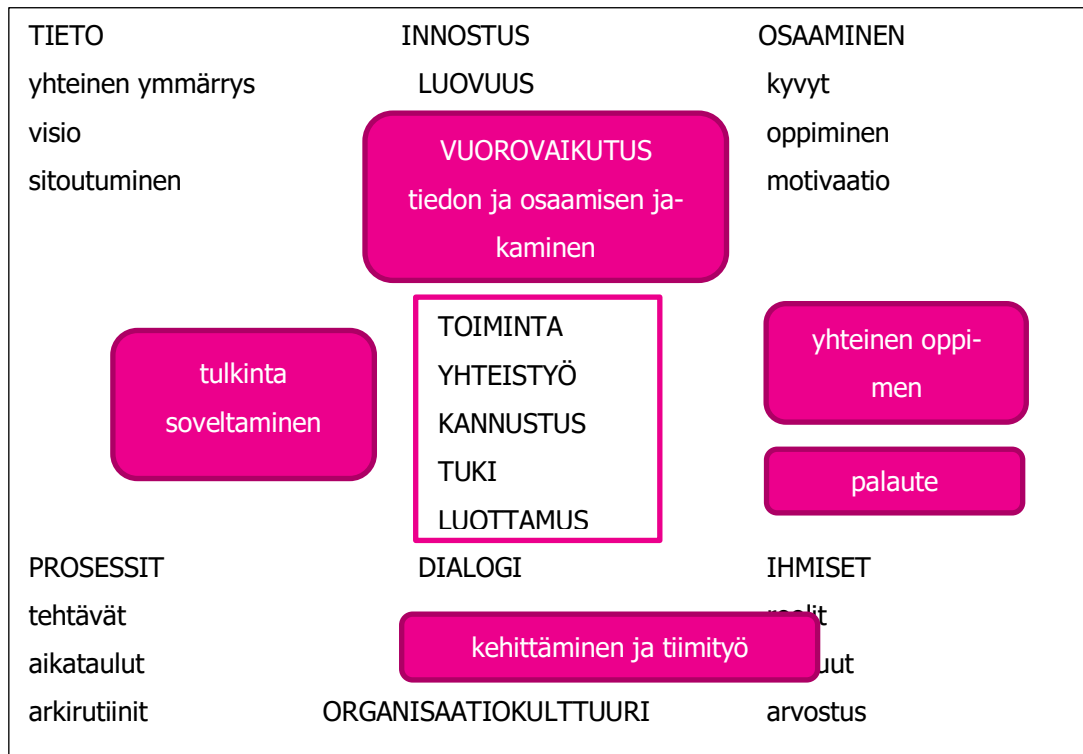 TIETO
yhteinen ymmärrys
visio
sitoutuminen
INNOSTUS
LUOVUUS
VUOROVAIKUTUS
tiedon ja osaamisen ja-
kaminen
OSAAMINEN
kyvyt
oppiminen
motivaatio
tulkinta
soveltaminen
TOIMINTA
YHTEISTYÖ
KANNUSTUS
TUKI
LUOTTAMUS
yhteinen oppi-
men
palaute
PROSESSIT
tehtävät
aikataulut
arkirutiinit
DIALOGI
kehittäminen ja tiimityö
ORGANISAATIOKULTTUURI
IHMISET
arvostus